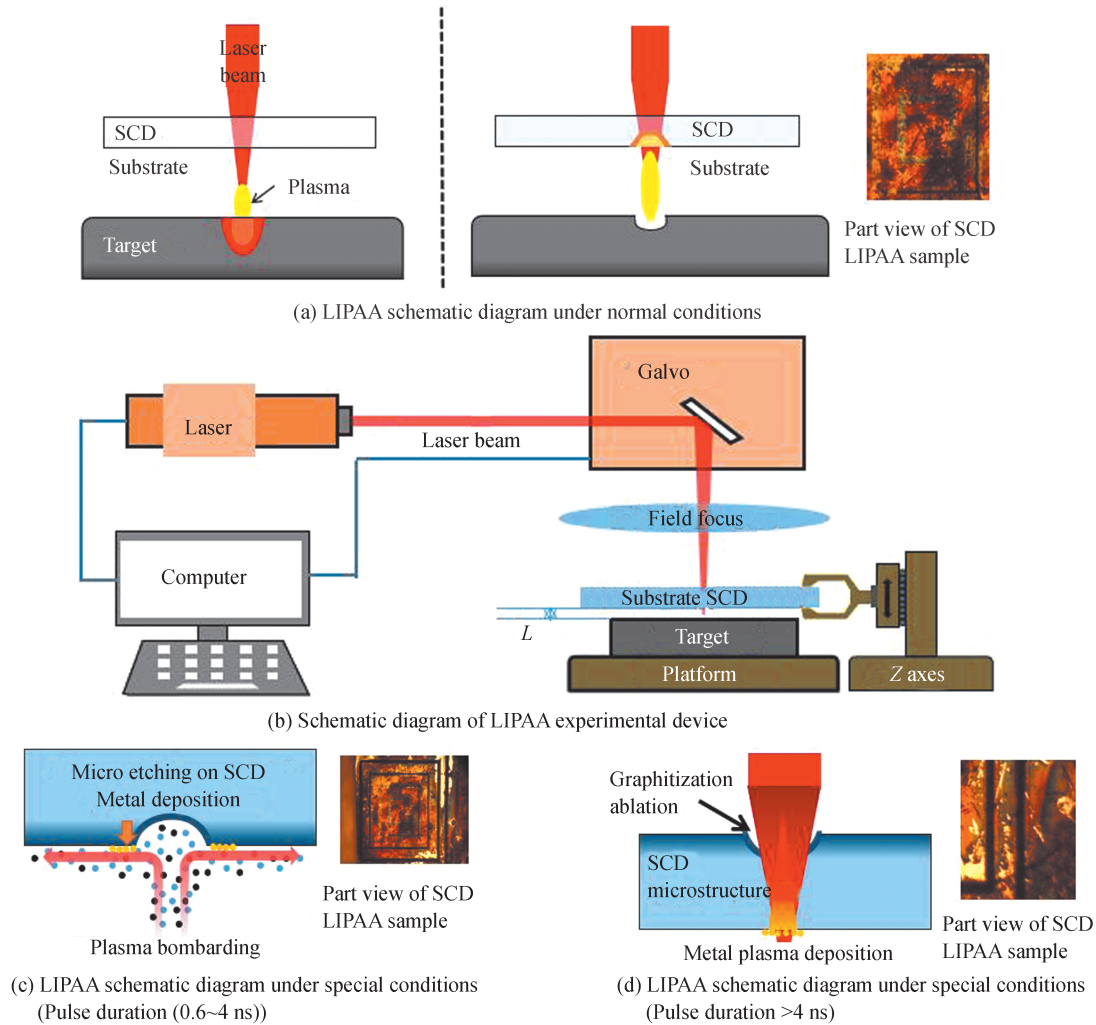 Laser
beam
SCD
Substrate
Plasma
Target
SCD
Substrate
Part view of SCD
LIPAA sample
(a) LIPAA schematic diagram under normal conditions
Galvo
Laser
Laser beam
Field focus
Computer
Substrate SCD
L
Target
Platform
Z axes
(b) Schematic diagram of LIPAA experimental device
Micro etching on SCD
Metal deposition
Plasma bombarding
Part view of SCD
LIPAA sample
(c) LIPAA schematic diagram under special conditions
(Pulse duration (0.6~4 ns))
Graphitization
ablation
SCD
microstructure
Metal plasma deposition
Part view of SCD
LIPAA sample
(d) LIPAA schematic diagram under special conditions
(Pulse duration >4 ns)